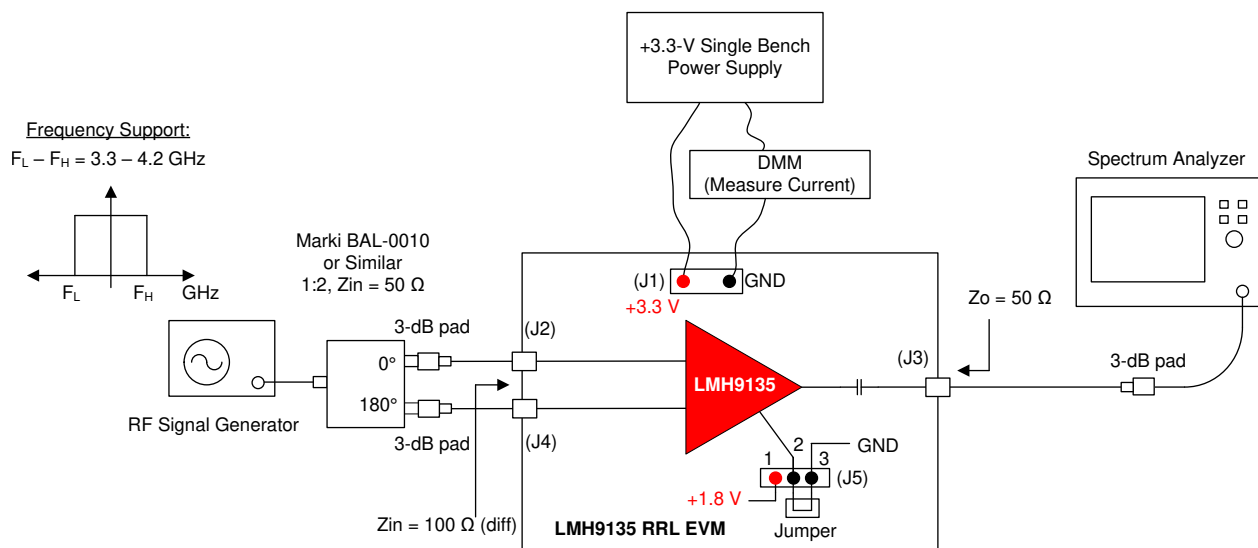 +3.3-V Single Bench
Power Supply
Frequency Support:
FL – FH = 3.3 – 4.2 GHz
DMM
(Measure Current)
Spectrum Analyzer
Marki BAL-0010
or Similar
1:2, Zin = 50 Ω
FL
FH
GHz
(J1)
GND
+3.3 V
Zo = 50 Ω
3-dB pad
(J2)
0°
LMH9135
(J3)
3-dB pad
180°
RF Signal Generator
3-dB pad
(J4)
GND
1
2
3
(J5)
+1.8 V
Jumper
Zin = 100 Ω (diff)
LMH9135 RRL EVM